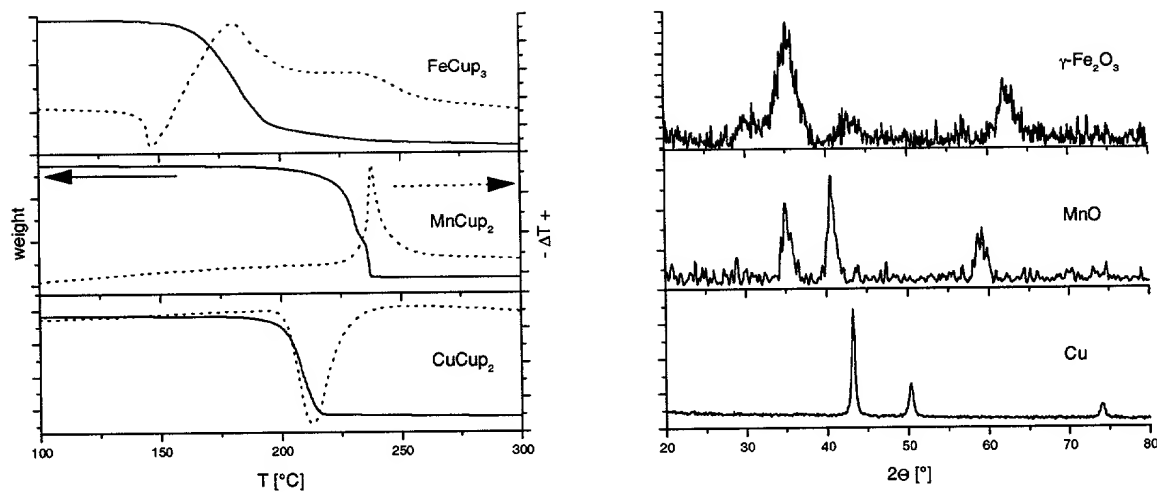 FeCup₃
MnCup₂
CuCup₂
weight
- ΔT +
100 150 200 250 300
T [°C]
γ-Fe₂O₃
MnO
Cu
20 30 40 50 60 70 80
2Θ [°]